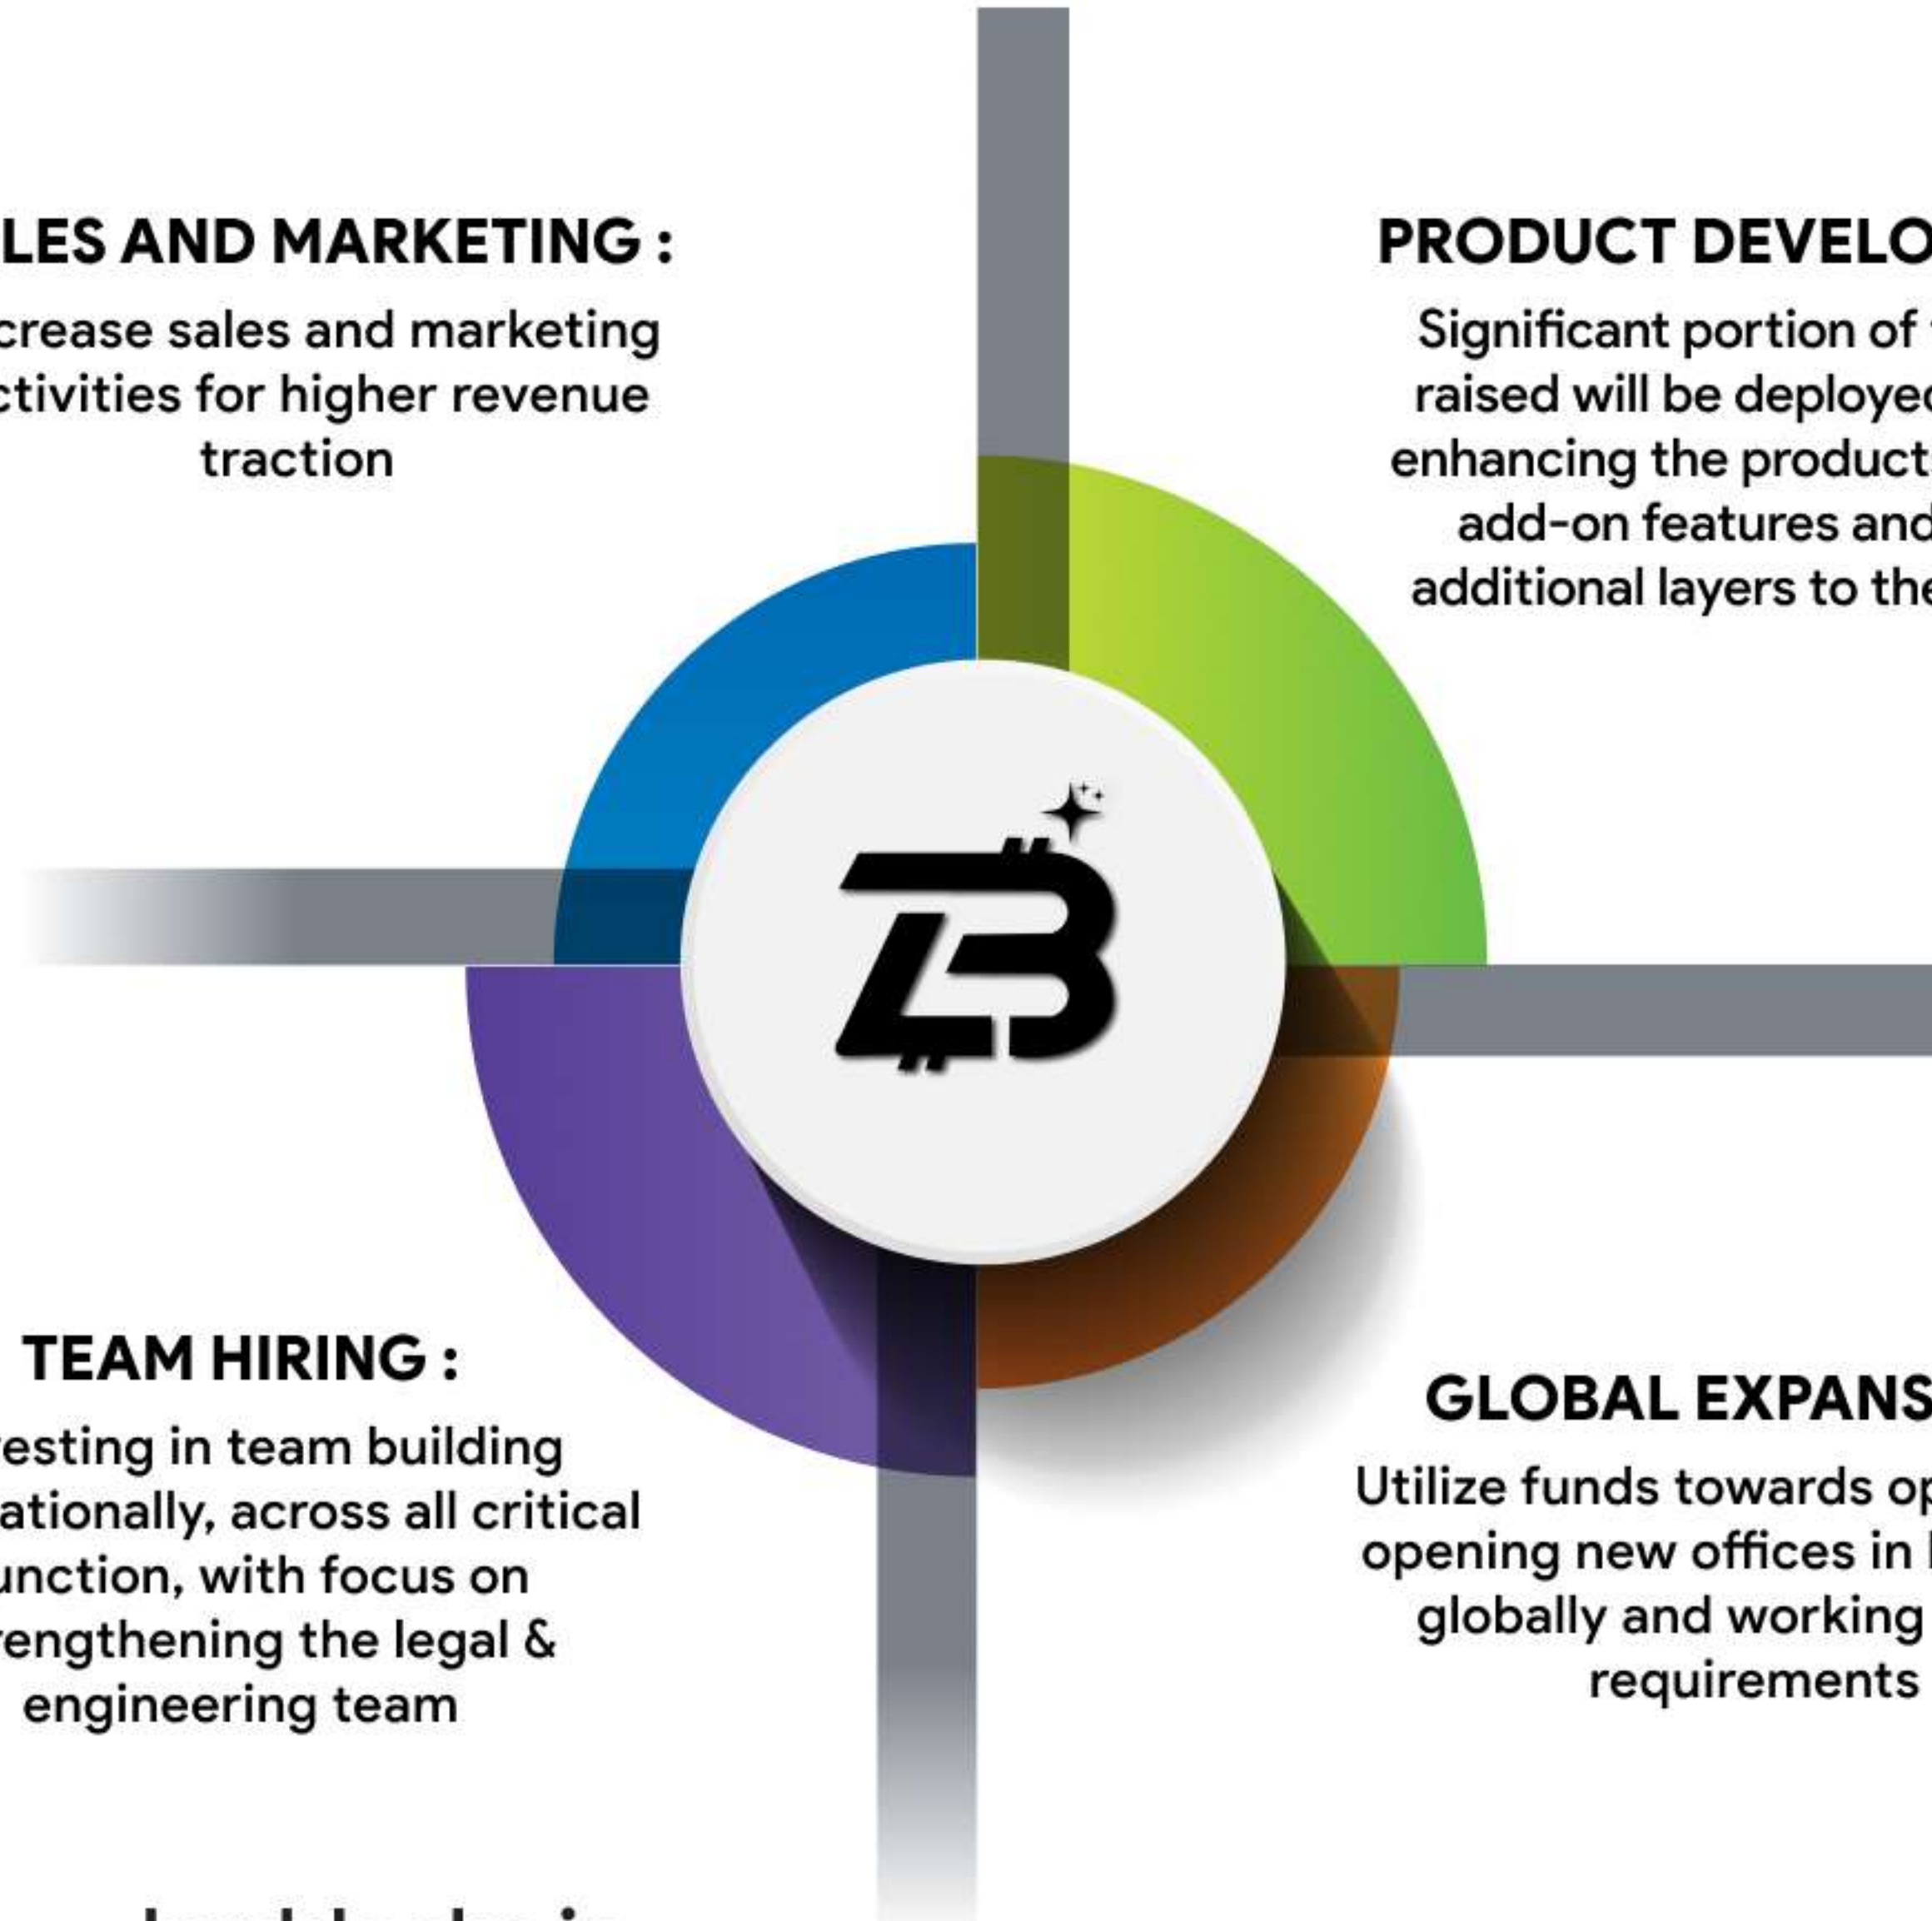 LES AND MARKETING :
crease sales and marketing
ctivities for higher revenue
traction
PRODUCT DEVELO
Significant portion of
raised will be deployed
enhancing the product
add-on features and
additional layers to the
TEAM HIRING :
esting in team building
ationally, across all critical
unction, with focus on
rengthening the legal &
engineering team
GLOBAL EXPANS
Utilize funds towards op
opening new offices in
globally and working
requirements